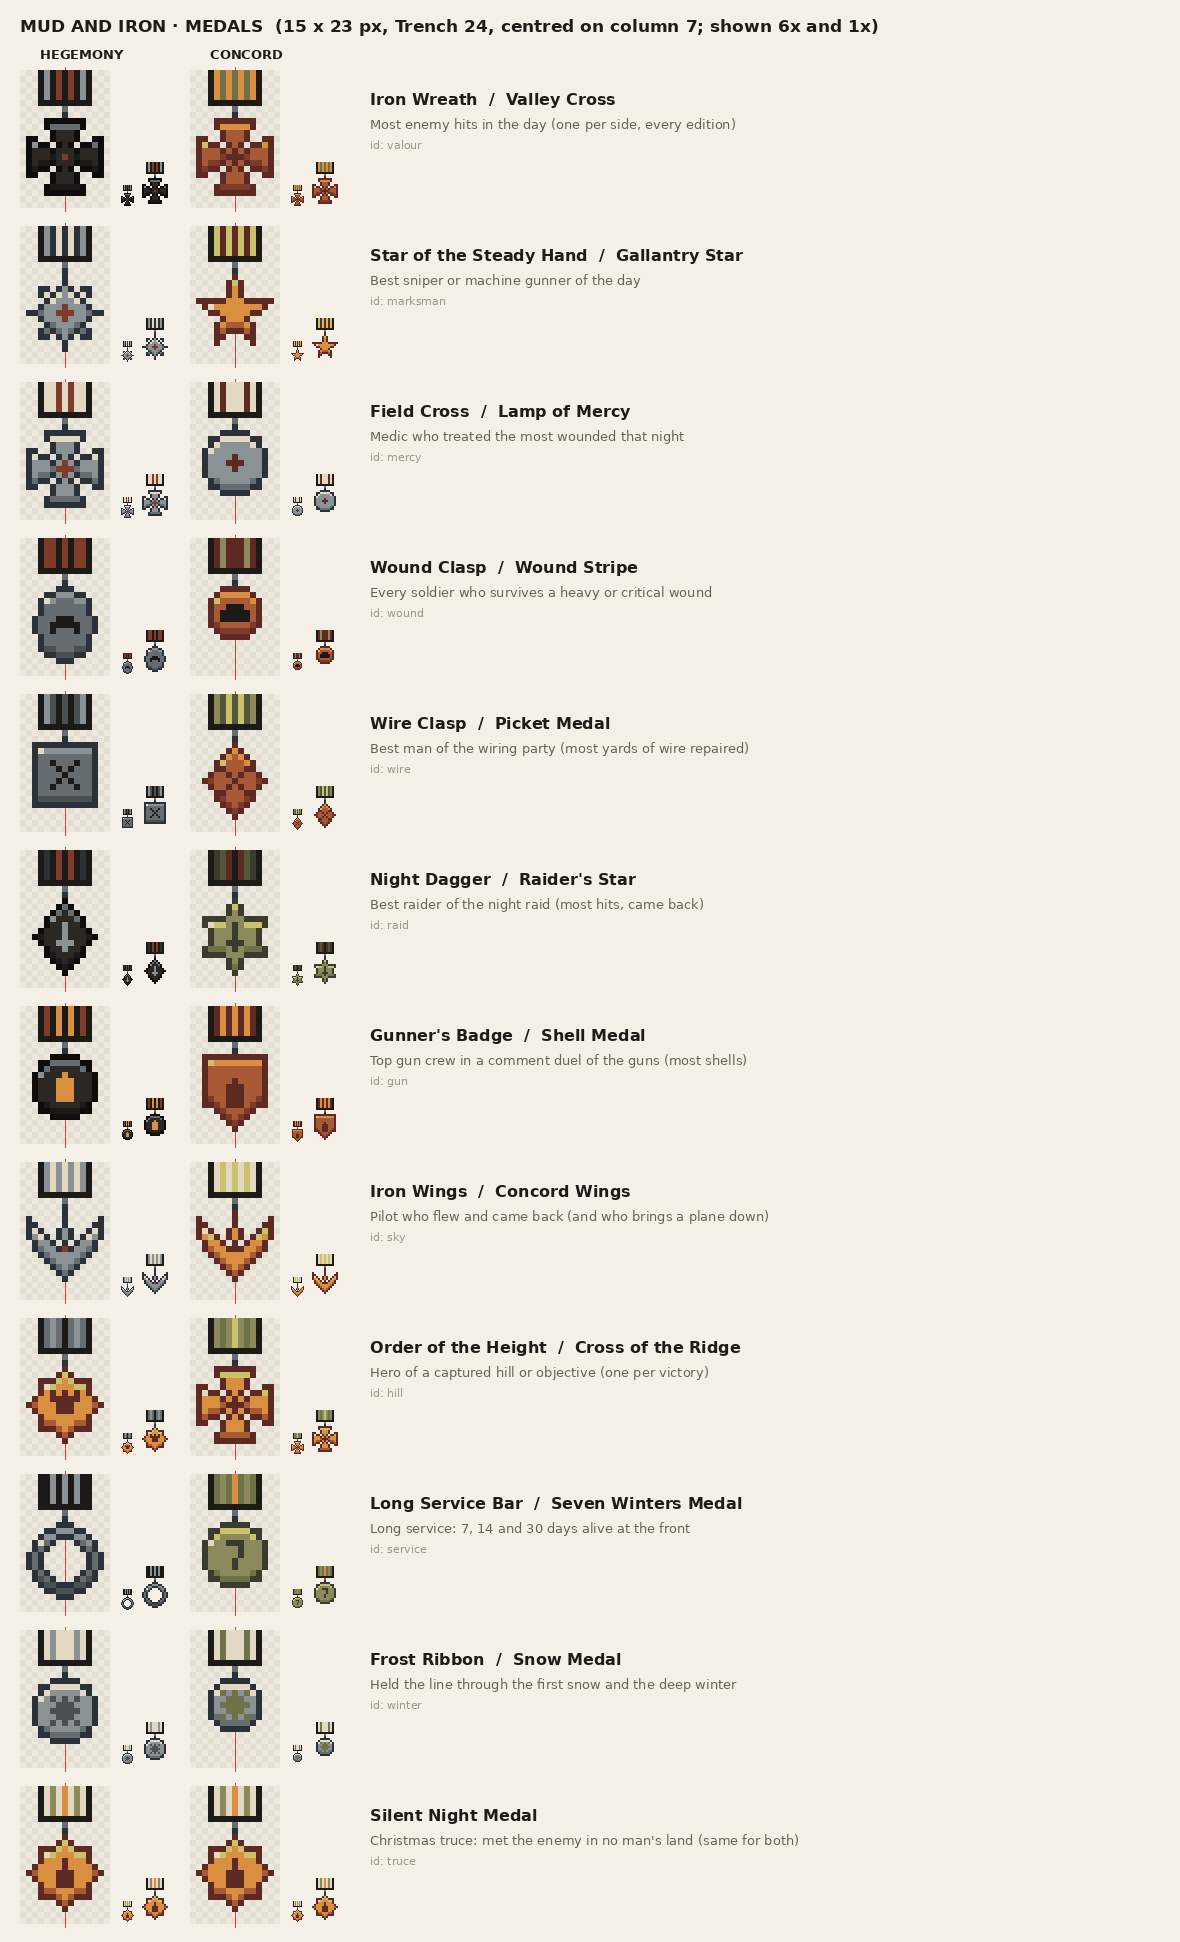 MUD AND IRON · MEDALS (15 x 23 px, Trench 24, centred on column 7; shown 6x and 1x)
HEGEMONY CONCORD
Iron Wreath / Valley Cross
Most enemy hits in the day (one per side, every edition)
id: valour
Star of the Steady Hand / Gallantry Star
Best sniper or machine gunner of the day
id: marksman
Field Cross / Lamp of Mercy
Medic who treated the most wounded that night
id: mercy
Wound Clasp / Wound Stripe
Every soldier who survives a heavy or critical wound
id: wound
Wire Clasp / Picket Medal
Best man of the wiring party (most yards of wire repaired)
id: wire
Night Dagger / Raider's Star
Best raider of the night raid (most hits, came back)
id: raid
Gunner's Badge / Shell Medal
Top gun crew in a comment duel of the guns (most shells)
id: gun
Iron Wings / Concord Wings
Pilot who flew and came back (and who brings a plane down)
id: sky
Order of the Height / Cross of the Ridge
Hero of a captured hill or objective (one per victory)
id: hill
Long Service Bar / Seven Winters Medal
Long service: 7, 14 and 30 days alive at the front
id: service
7
Frost Ribbon / Snow Medal
Held the line through the first snow and the deep winter
id: winter
Silent Night Medal
Christmas truce: met the enemy in no man's land (same for both)
id: truce